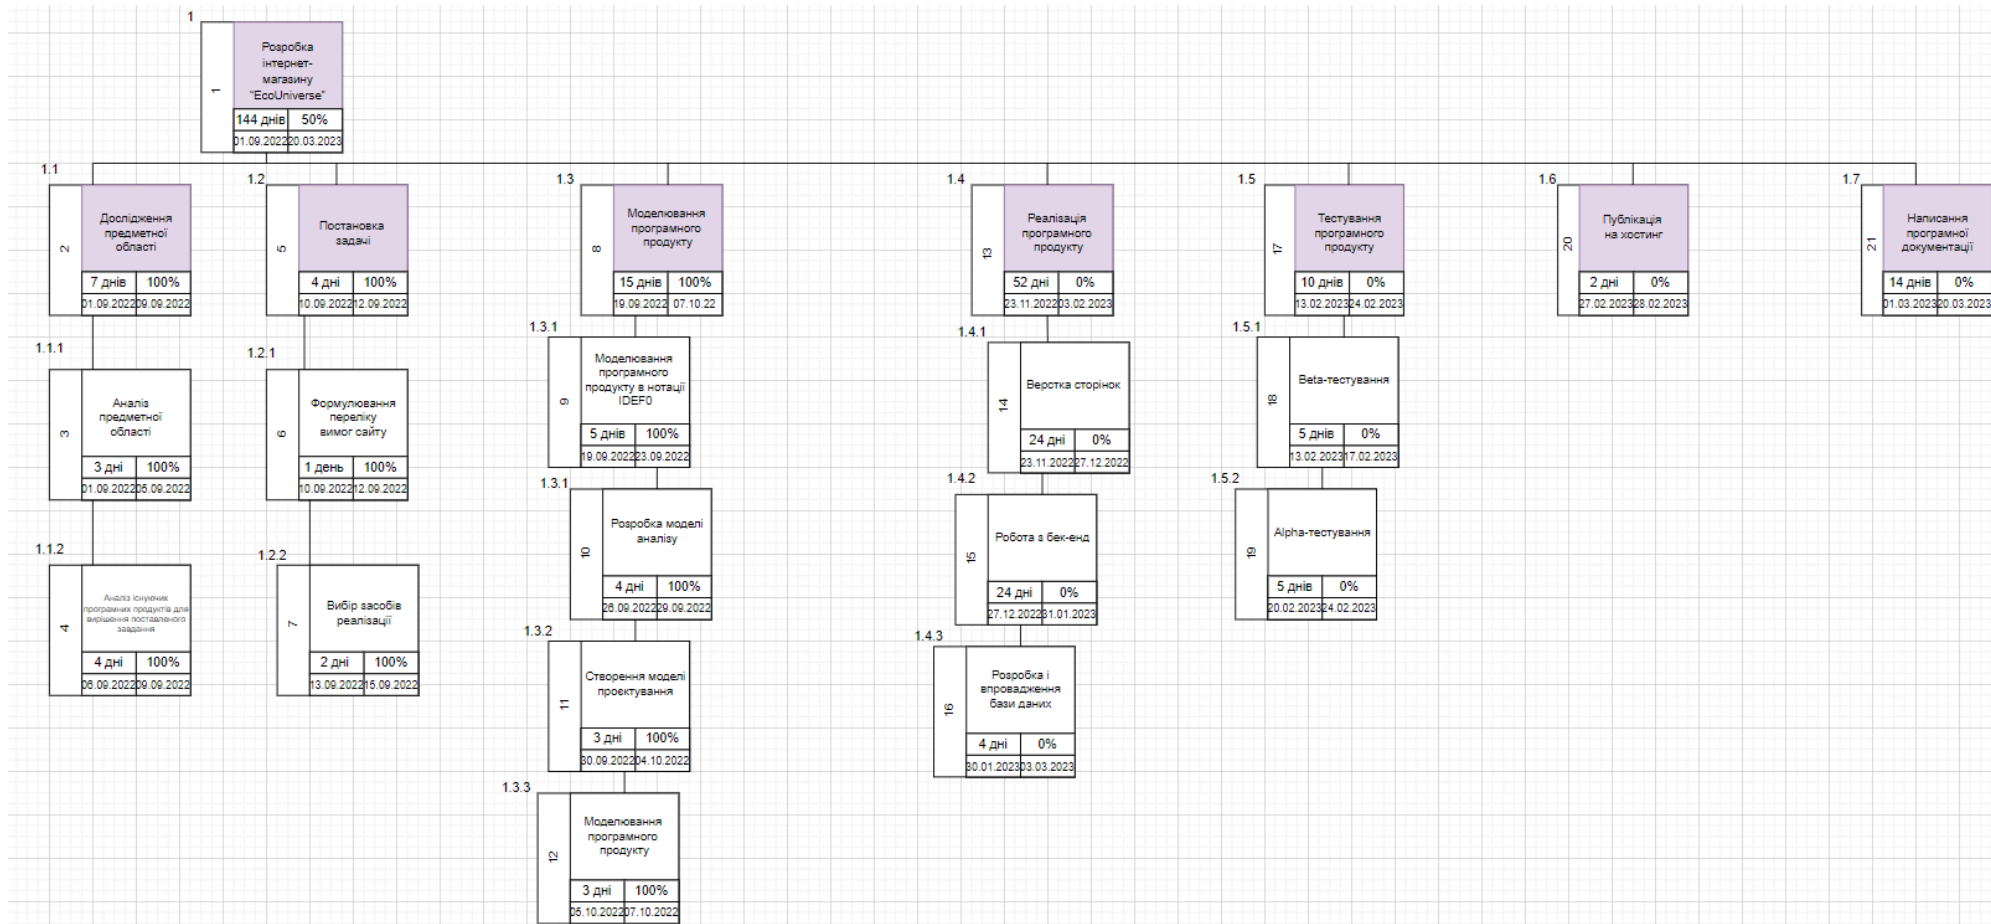 1
Розробка
інтернет-
магазину
"EcoUniverse"
1
144 днів 50%
01.09.2022 20.03.2023
1.1
Дослідження
предметної
області
2
7 днів 100%
01.09.2022 09.09.2022
1.1.1
Аналіз
предметної
області
3
3 дні 100%
01.09.2022 05.09.2022
1.1.2
Аналіз існуючих
програмних продуктів для
вирішення поставленого
завдання
4
4 дні 100%
06.09.2022 09.09.2022
1.2
Постановка
задачі
5
4 дні 100%
10.09.2022 12.09.2022
1.2.1
Формулювання
переліку
вимог сайту
6
1 день 100%
10.09.2022 12.09.2022
1.2.2
Вибір засобів
реалізації
7
2 дні 100%
13.09.2022 15.09.2022
1.3
Моделювання
програмного
продукту
8
15 днів 100%
19.09.2022 07.10.22
1.3.1
Моделювання
програмного
продукту в нотації
IDEF0
9
5 днів 100%
19.09.2022 23.09.2022
1.3.1
Розробка моделі
аналізу
10
4 дні 100%
26.09.2022 29.09.2022
1.3.2
Створення моделі
проєктування
11
3 дні 100%
30.09.2022 04.10.2022
1.3.3
Моделювання
програмного
продукту
12
3 дні 100%
05.10.2022 07.10.2022
1.4
Реалізація
програмного
продукту
13
52 дні 0%
23.11.2022 03.02.2023
1.4.1
Верстка сторінок
14
24 дні 0%
23.11.2022 27.12.2022
1.4.2
Робота з бек-енд
15
24 дні 0%
27.12.2022 31.01.2023
1.4.3
Розробка і
впровадження
бази даних
16
4 дні 0%
30.01.2023 03.03.2023
1.5
Тестування
програмного
продукту
17
10 днів 0%
13.02.2023 24.02.2023
1.5.1
Beta-тестування
18
5 днів 0%
13.02.2023 17.02.2023
1.5.2
Alpha-тестування
19
5 днів 0%
20.02.2023 24.02.2023
1.6
Публікація
на хостинг
20
2 дні 0%
27.02.2023 28.02.2023
1.7
Написання
програмної
документації
21
14 днів 0%
01.03.2023 20.03.2023